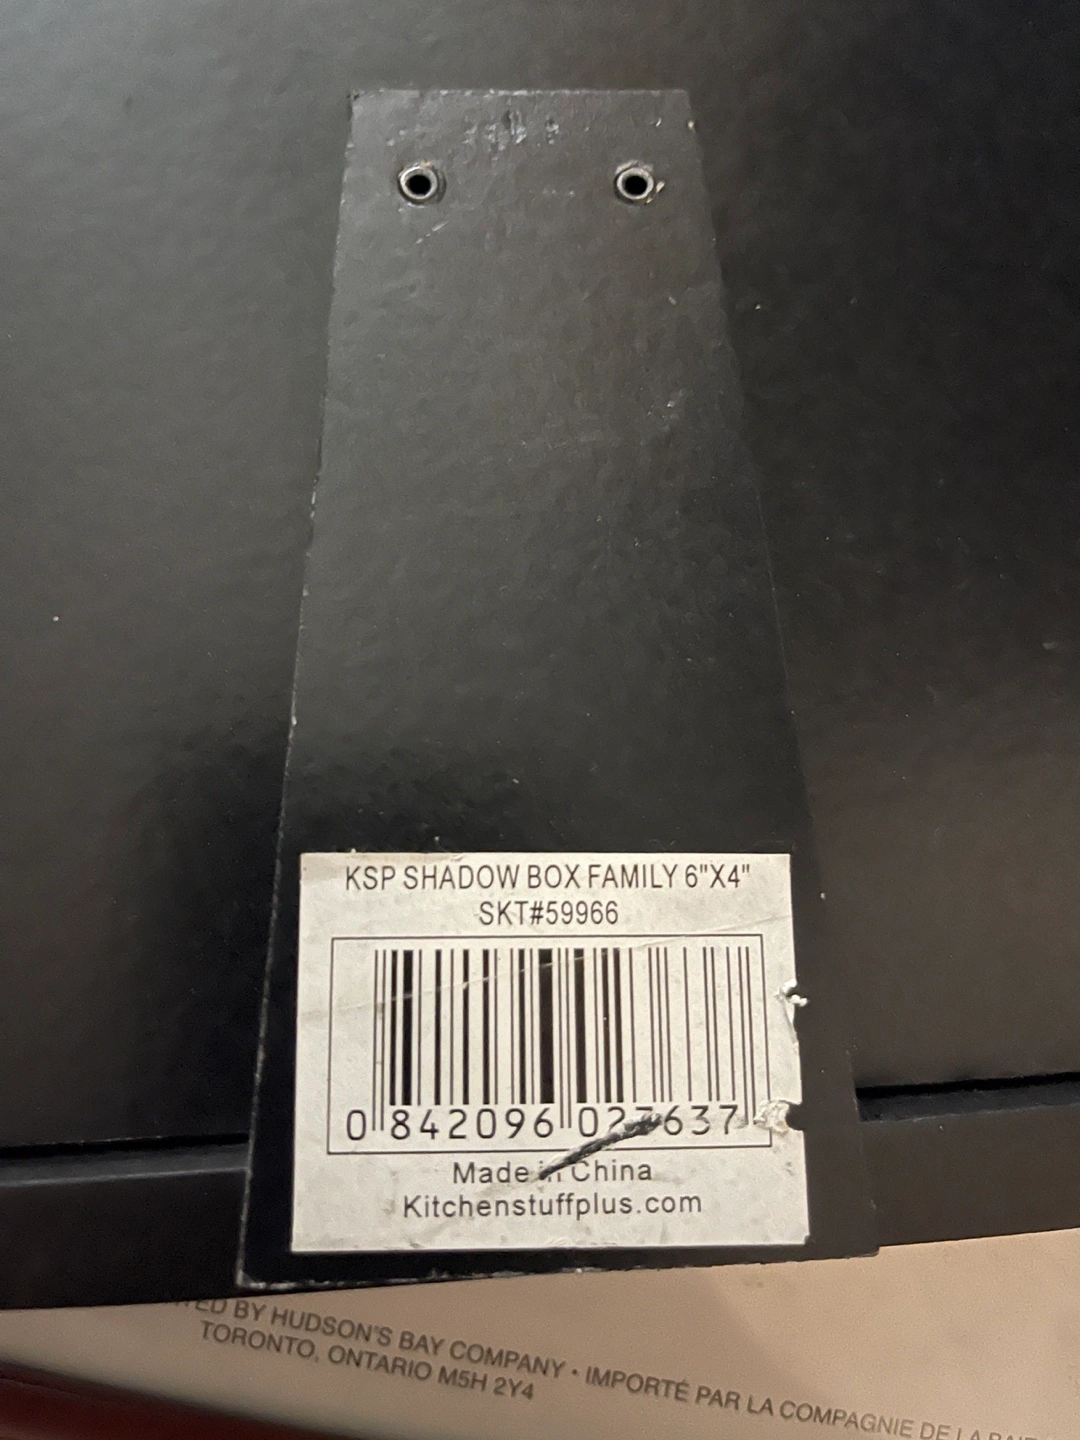 KSP SHADOW BOX FAMILY 6"X4"
SKT#59966
0 842096 027637
Made in China
Kitchenstuffplus.com
BY HUDSON'S BAY COMPANY • IMPORTÉ PAR LA COMPAGNIE DE LA
TORONTO, ONTARIO M5H 2Y4